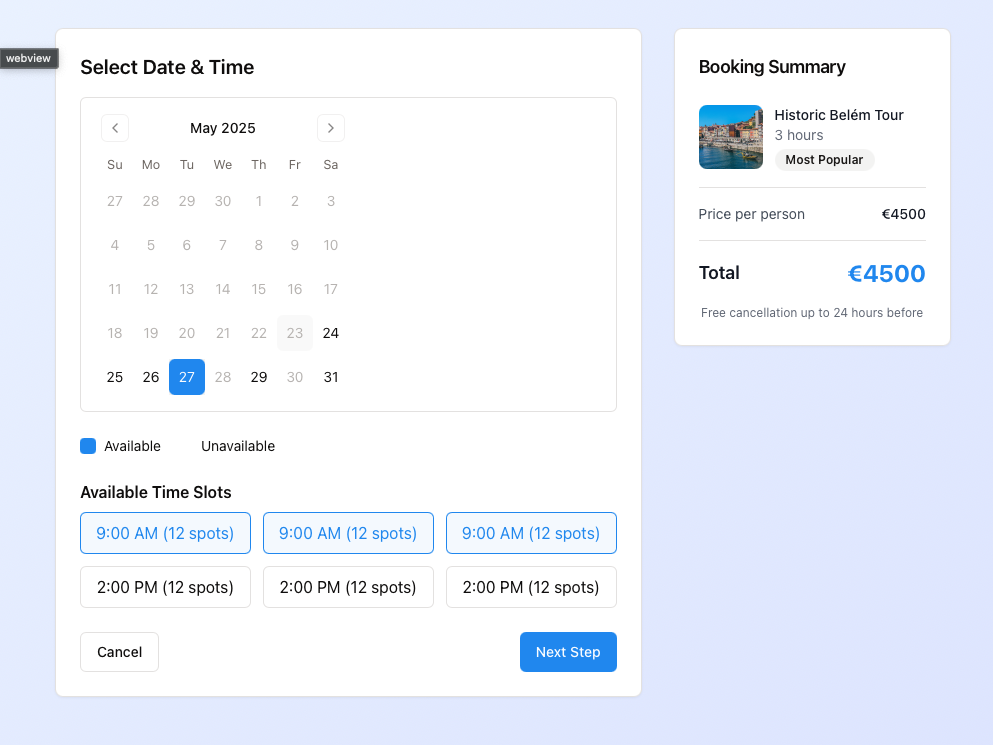 webview
Select Date & Time
May 2025
Su Mo Tu We Th Fr Sa
27 28 29 30 1 2 3
4 5 6 7 8 9 10
11 12 13 14 15 16 17
18 19 20 21 22 23 24
25 26 27 28 29 30 31
Available Unavailable
Available Time Slots
9:00 AM (12 spots) 9:00 AM (12 spots) 9:00 AM (12 spots)
2:00 PM (12 spots) 2:00 PM (12 spots) 2:00 PM (12 spots)
Cancel Next Step
Booking Summary
Historic Belém Tour
3 hours
Most Popular
Price per person €4500
Total €4500
Free cancellation up to 24 hours before